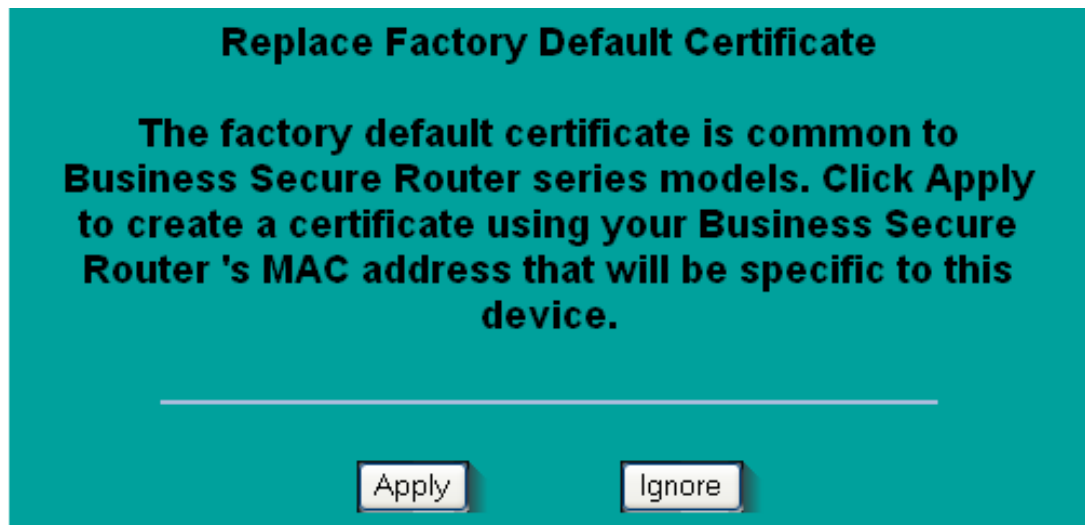 Replace Factory Default Certificate
The factory default certificate is common to
Business Secure Router series models. Click Apply
to create a certificate using your Business Secure
Router 's MAC address that will be specific to this
device.
Apply
Ignore